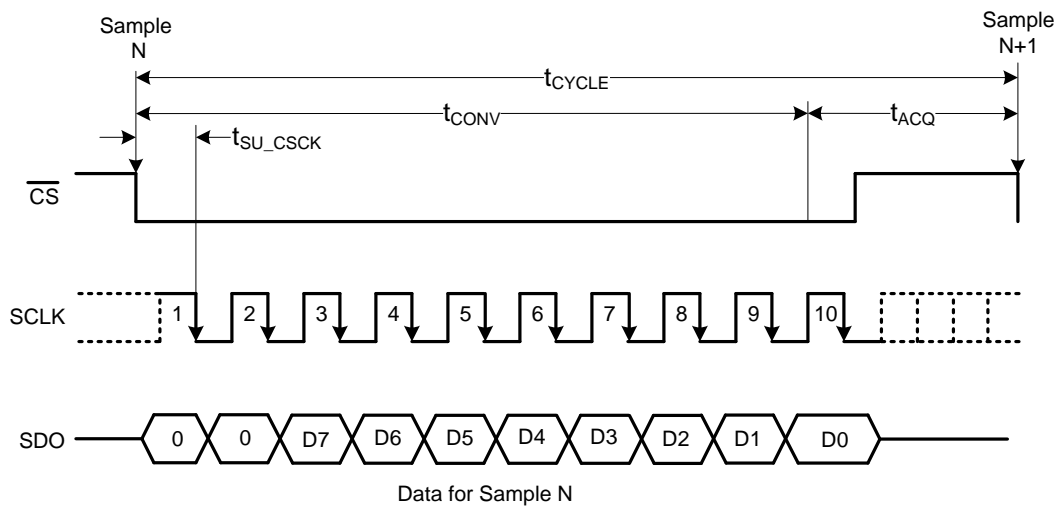 Sample
N
Sample
N+1
tCYCLE
tCONV
tACQ
tSU_CSCK
CS
SCLK
1 2 3 4 5 6 7 8 9 10
SDO
0 0 D7 D6 D5 D4 D3 D2 D1 D0
Data for Sample N